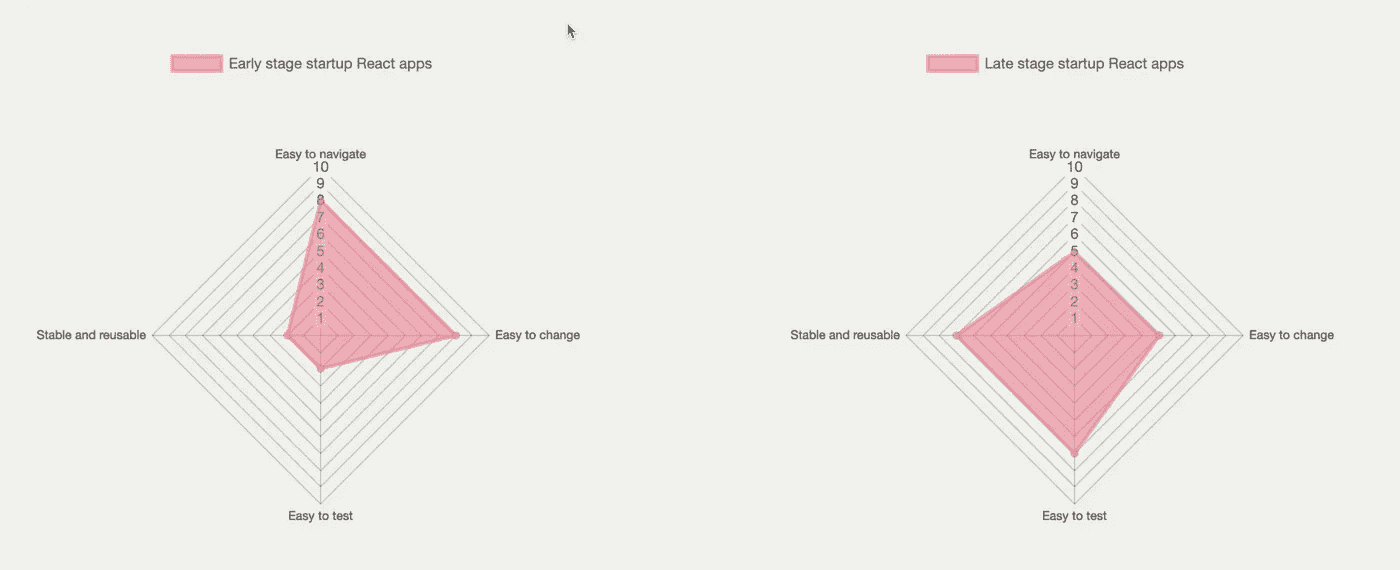 Early stage startup React apps
Easy to navigate
10
9
8
7
6
5
4
3
2
1
Stable and reusable
Easy to change
Easy to test
Late stage startup React apps
Easy to navigate
10
9
8
7
6
5
4
3
2
1
Stable and reusable
Easy to change
Easy to test